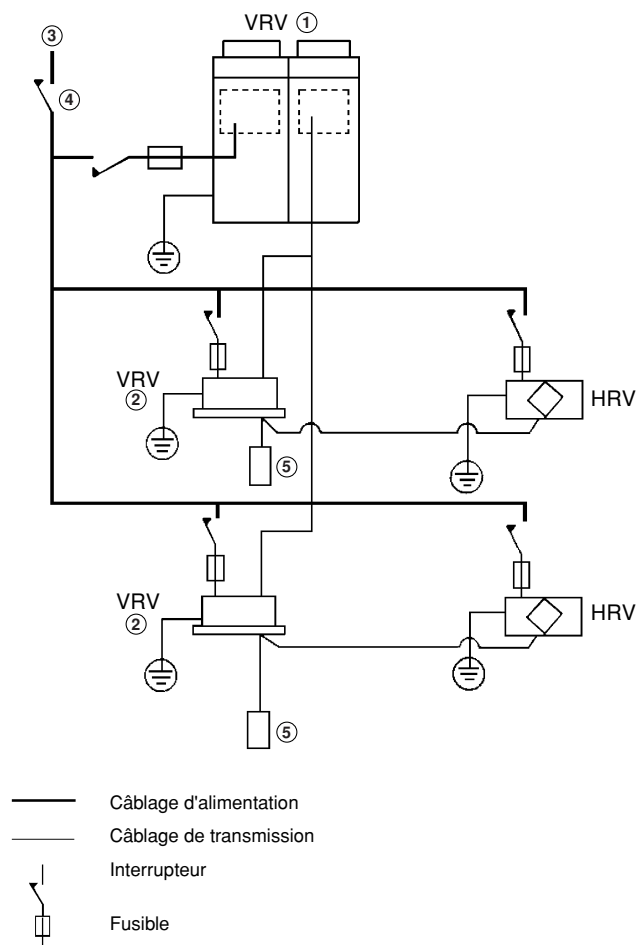 VRV ①
③
④
VRV
②
HRV
⑤
VRV
②
HRV
⑤
Câblage d'alimentation
Câblage de transmission
Interrupteur
Fusible